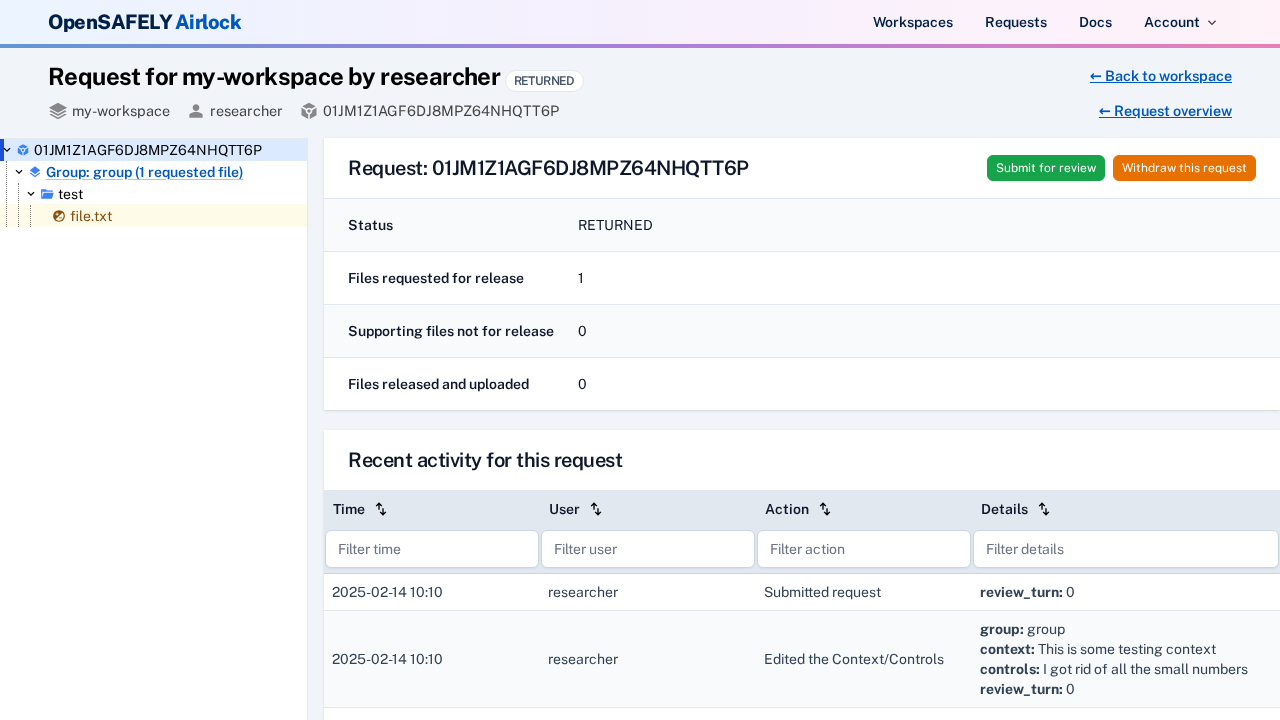 OpenSAFELY Airlock
Workspaces
Requests
Docs
Account
Request for my-workspace by researcher RETURNED
← Back to workspace
my-workspace
researcher
01JM1Z1AGF6DJ8MPZ64NHQTT6P
← Request overview
01JM1Z1AGF6DJ8MPZ64NHQTT6P
Group: group (1 requested file)
test
file.txt
Request: 01JM1Z1AGF6DJ8MPZ64NHQTT6P
Submit for review
Withdraw this request
Status RETURNED
Files requested for release 1
Supporting files not for release 0
Files released and uploaded 0
Recent activity for this request
Time User Action Details
Filter time Filter user Filter action Filter details
2025-02-14 10:10 researcher Submitted request review_turn: 0
2025-02-14 10:10 researcher Edited the Context/Controls
group: group
context: This is some testing context
controls: I got rid of all the small numbers
review_turn: 0